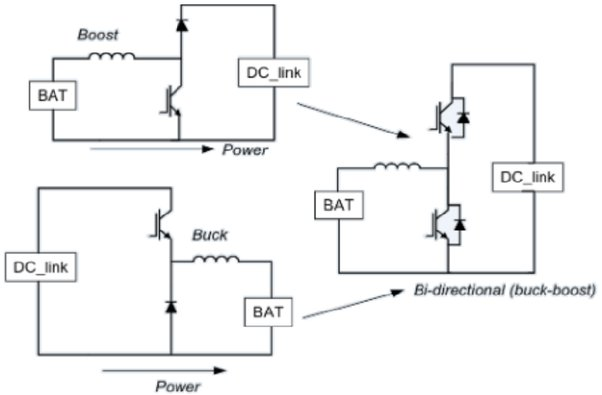 Boost
BAT
DC_link
Power
DC_link
Buck
BAT
Power
BAT
DC_link
Bi-directional (buck-boost)